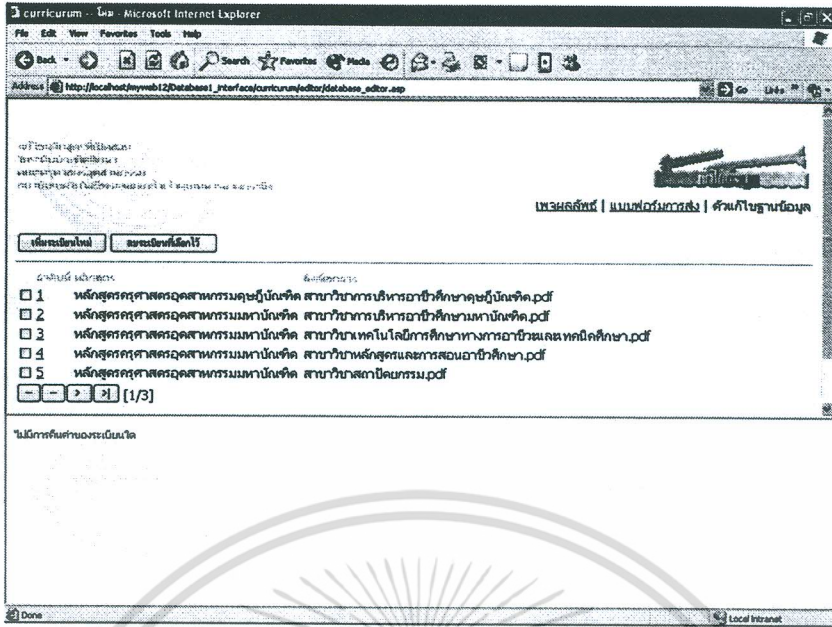 curricurum -- โฟม - Microsoft Internet Explorer
File Edit View Favorites Tools Help
Back Search Favorites Media
Address http://localhost/myweb12/Database1_interface/curricurum/editor/database_editor.asp Go Links
เพจผลลัพธ์ | แบบฟอร์มการส่ง | ตัวแก้ไขฐานข้อมูล
เพิ่มระเบียนใหม่ ลบระเบียนที่เลือกไว้
ลำดับที่ หลักสูตร
1 หลักสูตรครุศาสตรอุตสาหกรรมดุษฎีบัณฑิต สาขาวิชาการบริหารอาชีวศึกษาดุษฎีบัณฑิต.pdf
2 หลักสูตรครุศาสตรอุตสาหกรรมมหาบัณฑิต สาขาวิชาการบริหารอาชีวศึกษามหาบัณฑิต.pdf
3 หลักสูตรครุศาสตรอุตสาหกรรมมหาบัณฑิต สาขาวิชาเทคโนโลยีการศึกษาทางการอาชีวะและเทคนิคศึกษา.pdf
4 หลักสูตรครุศาสตรอุตสาหกรรมมหาบัณฑิต สาขาวิชาหลักสูตรและการสอนอาชีวศึกษา.pdf
5 หลักสูตรครุศาสตรอุตสาหกรรมมหาบัณฑิต สาขาวิชาสถาปัตยกรรม.pdf
[1/3]
ไม่มีการคืนค่าของระเบียนใด
Done Local intranet